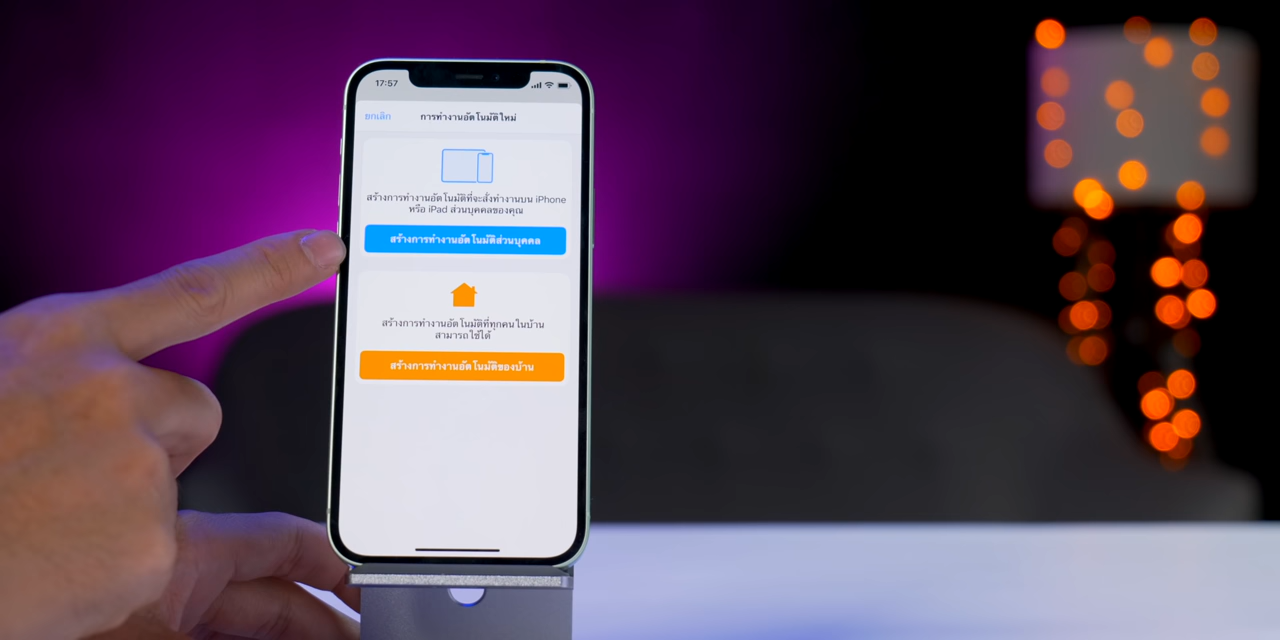 17:57
ยกเลิก
การทำงานอัตโนมัติใหม่
สร้างการทำงานอัตโนมัติที่จะสั่งทำงานบน iPhone
หรือ iPad ส่วนบุคคลของคุณ
สร้างการทำงานอัตโนมัติส่วนบุคคล
สร้างการทำงานอัตโนมัติที่ทุกคนในบ้าน
สามารถใช้ได้
สร้างการทำงานอัตโนมัติของบ้าน